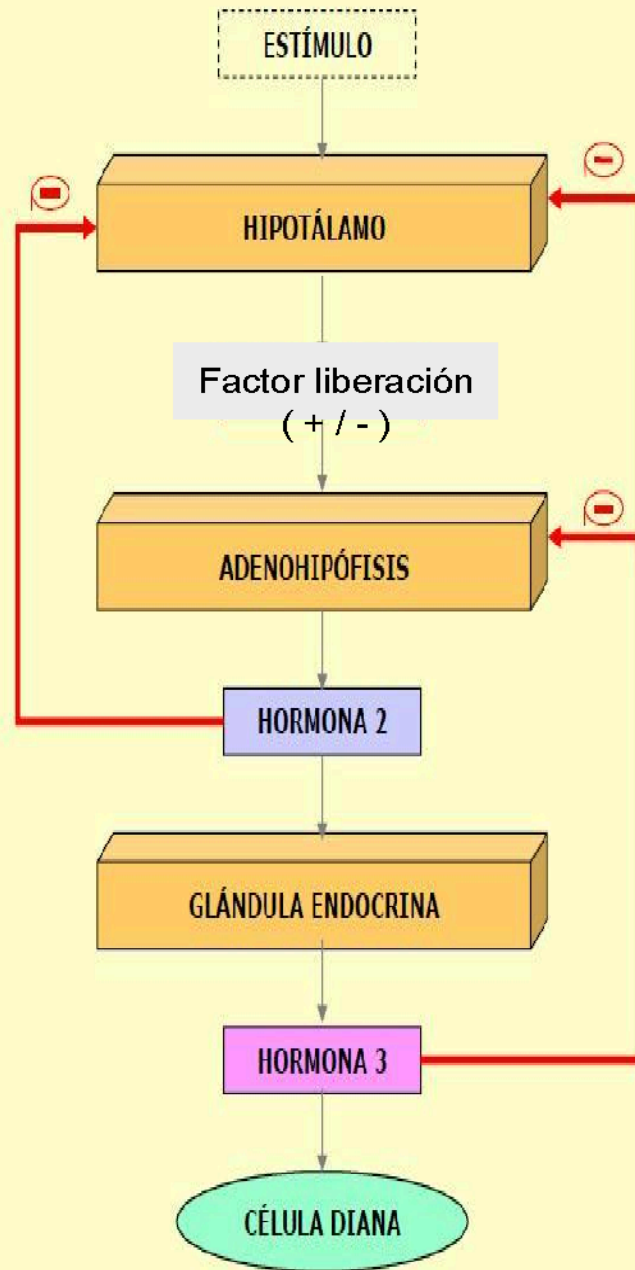 ESTÍMULO
-
-
HIPOTÁLAMO
Factor liberación
( + / - )
-
ADENOHIPÓFISIS
HORMONA 2
GLÁNDULA ENDOCRINA
HORMONA 3
CÉLULA DIANA